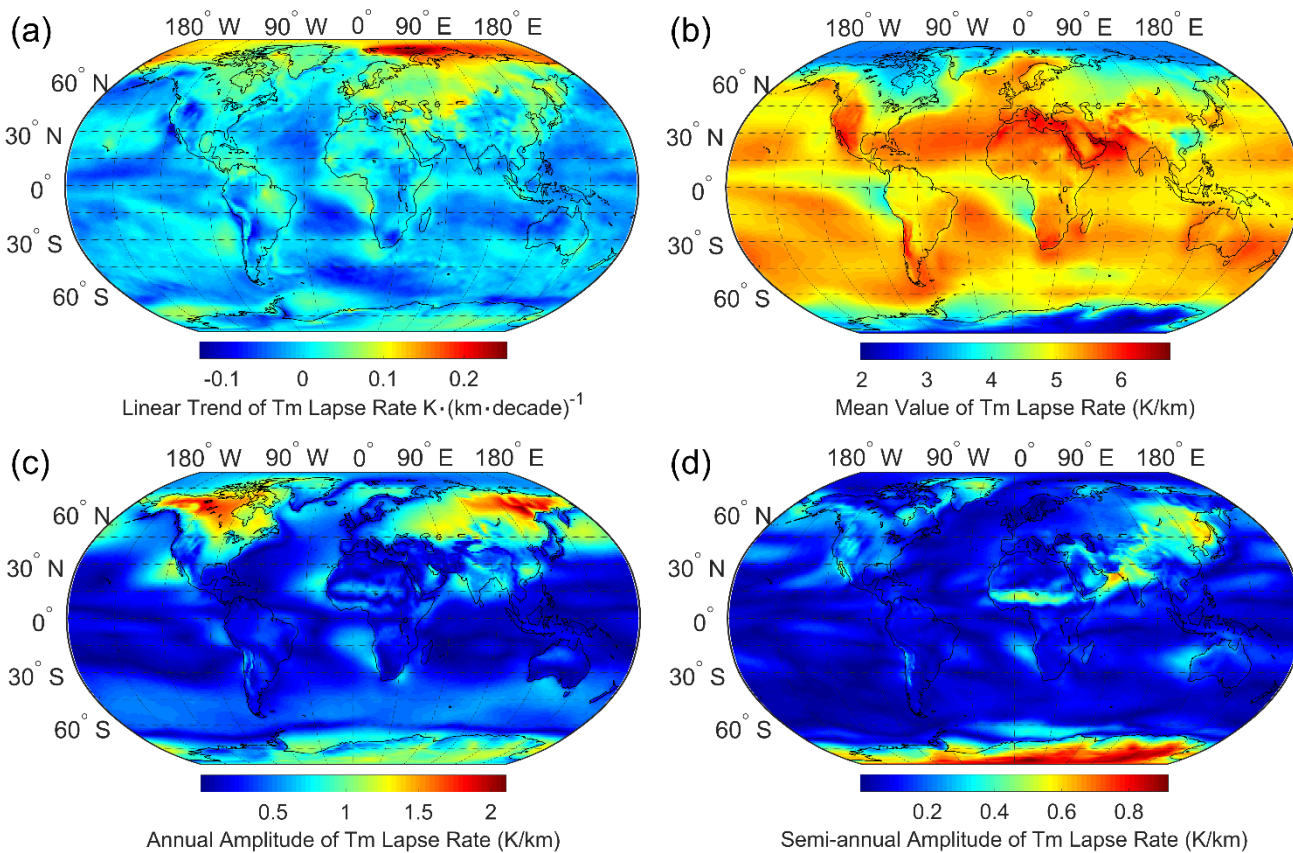 (a)
180° W 90° W 0° 90° E 180° E
60° N
30° N
0°
30° S
60° S
-0.1 0 0.1 0.2
Linear Trend of Tm Lapse Rate K·(km·decade)⁻¹
(b)
180° W 90° W 0° 90° E 180° E
60° N
30° N
0°
30° S
60° S
2 3 4 5 6
Mean Value of Tm Lapse Rate (K/km)
(c)
180° W 90° W 0° 90° E 180° E
60° N
30° N
0°
30° S
60° S
0.5 1 1.5 2
Annual Amplitude of Tm Lapse Rate (K/km)
(d)
180° W 90° W 0° 90° E 180° E
60° N
30° N
0°
30° S
60° S
0.2 0.4 0.6 0.8
Semi-annual Amplitude of Tm Lapse Rate (K/km)